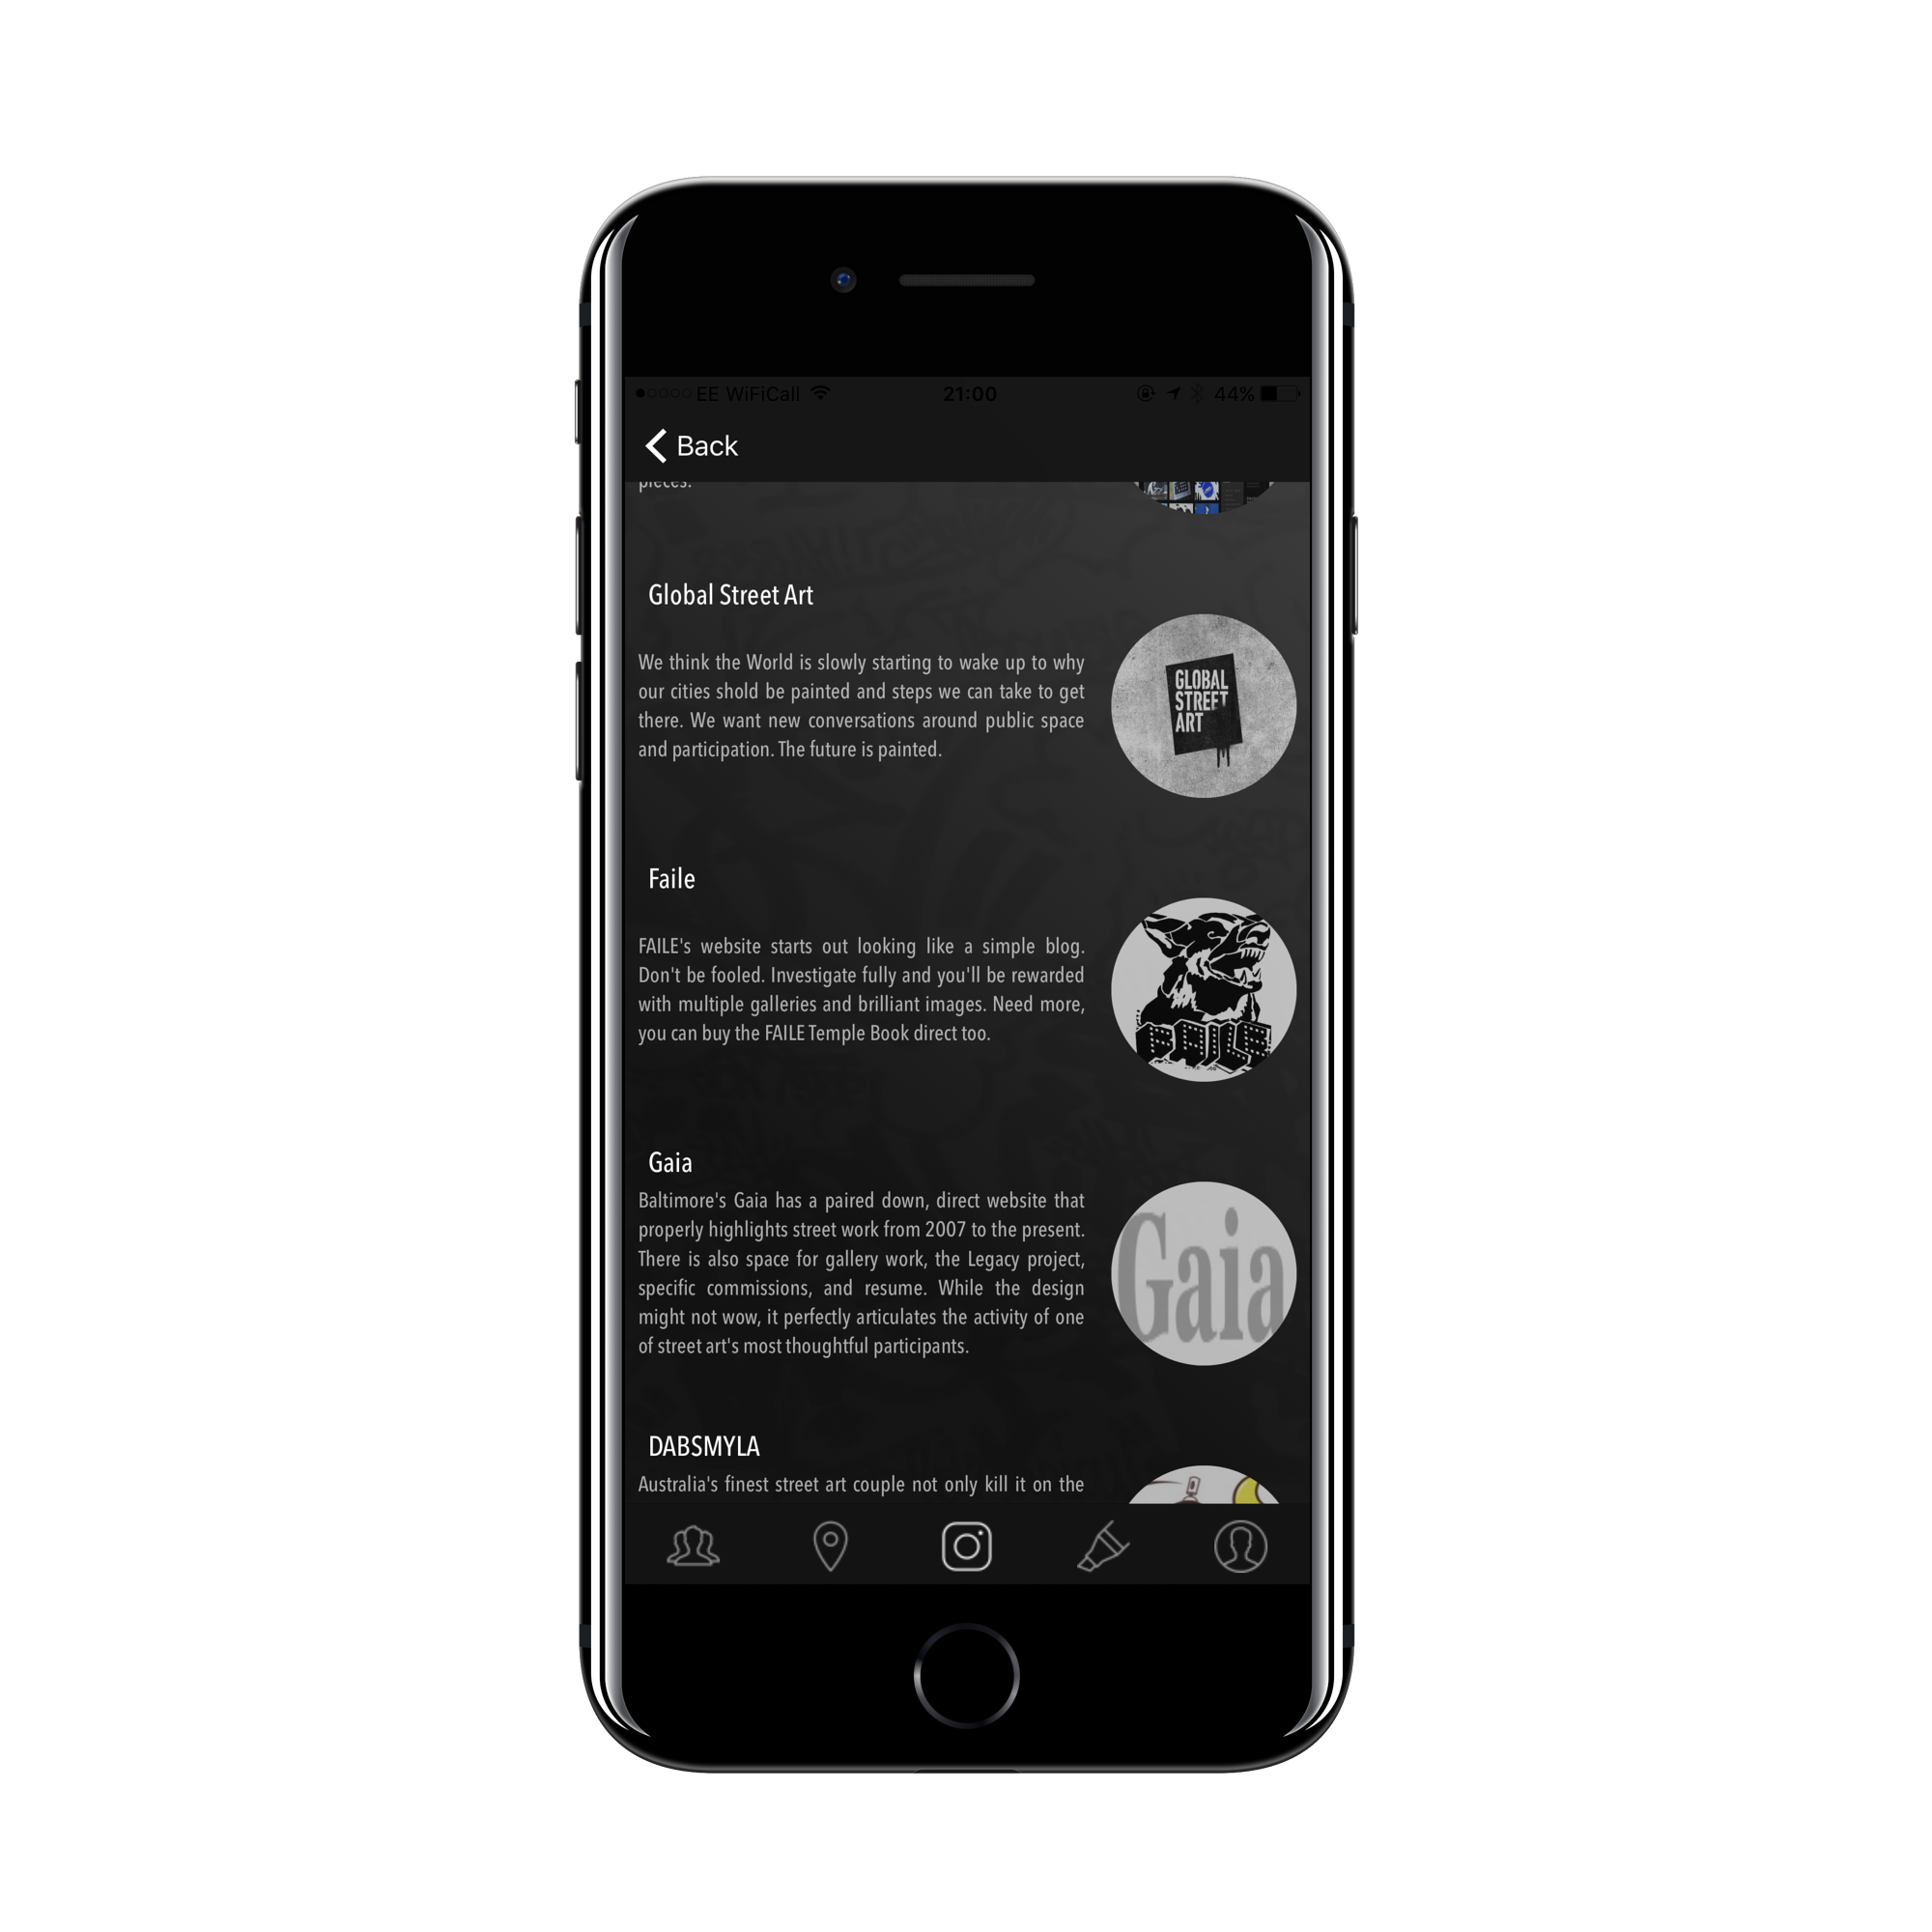 EE WiFiCall 21:00 44%
Back
pieces.
Global Street Art
We think the World is slowly starting to wake up to why
our cities shold be painted and steps we can take to get
there. We want new conversations around public space
and participation. The future is painted.
GLOBAL
STREET
ART
Faile
FAILE's website starts out looking like a simple blog.
Don't be fooled. Investigate fully and you'll be rewarded
with multiple galleries and brilliant images. Need more,
you can buy the FAILE Temple Book direct too.
FAILE
Gaia
Baltimore's Gaia has a paired down, direct website that
properly highlights street work from 2007 to the present.
There is also space for gallery work, the Legacy project,
specific commissions, and resume. While the design
might not wow, it perfectly articulates the activity of one
of street art's most thoughtful participants.
Gaia
DABSMYLA
Australia's finest street art couple not only kill it on the